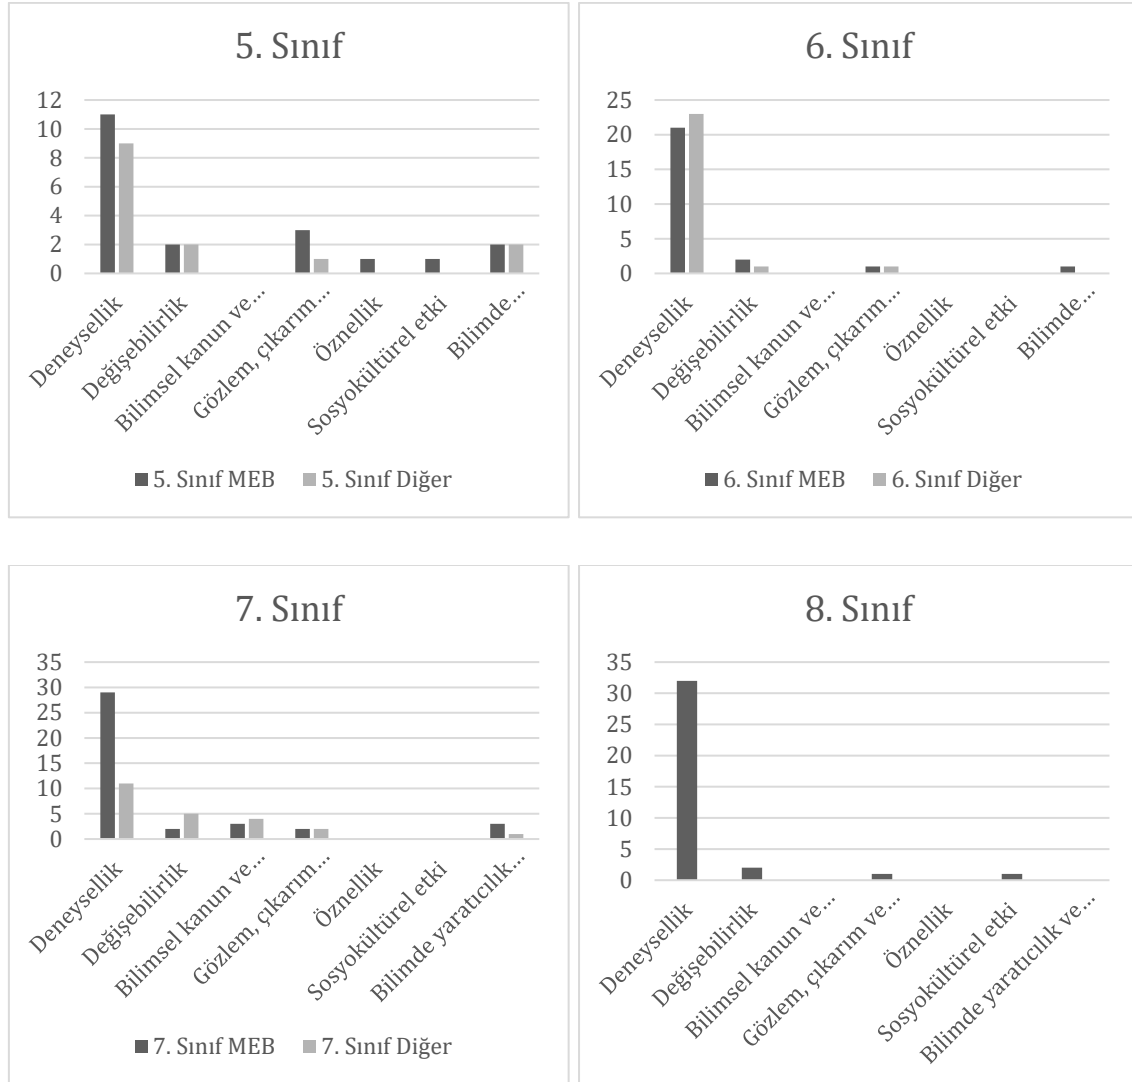 5. Sınıf
12
10
8
6
4
2
0
Deneysellik
Değişebilirlik
Bilimsel kanun ve...
Gözlem, çıkarım...
Öznellik
Sosyokültürel etki
Bilimde...
5. Sınıf MEB 5. Sınıf Diğer
6. Sınıf
25
20
15
10
5
0
Deneysellik
Değişebilirlik
Bilimsel kanun ve...
Gözlem, çıkarım...
Öznellik
Sosyokültürel etki
Bilimde...
6. Sınıf MEB 6. Sınıf Diğer
7. Sınıf
35
30
25
20
15
10
5
0
Deneysellik
Değişebilirlik
Bilimsel kanun ve...
Gözlem, çıkarım...
Öznellik
Sosyokültürel etki
Bilimde yaratıcılık...
7. Sınıf MEB 7. Sınıf Diğer
8. Sınıf
35
30
25
20
15
10
5
0
Deneysellik
Değişebilirlik
Bilimsel kanun ve...
Gözlem, çıkarım ve...
Öznellik
Sosyokültürel etki
Bilimde yaratıcılık ve...